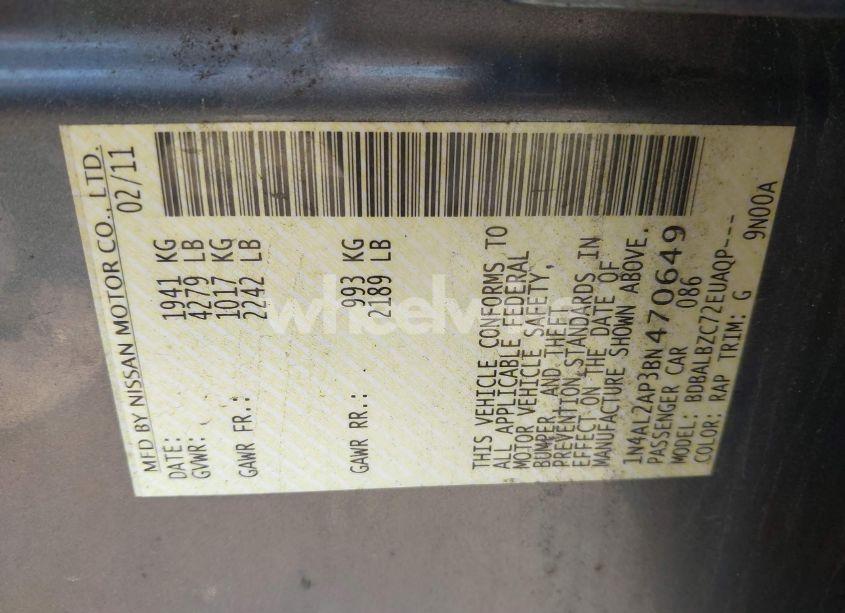 MFD BY NISSAN MOTOR CO., LTD.
DATE: 02/11
GVWR: 1941 KG
4279 LB
GAWR FR.: 1017 KG
2242 LB
GAWR RR.: 993 KG
2189 LB
THIS VEHICLE CONFORMS TO
ALL APPLICABLE FEDERAL
MOTOR VEHICLE SAFETY,
BUMPER AND THEFT
PREVENTION STANDARDS IN
EFFECT ON THE DATE OF
MANUFACTURE SHOWN ABOVE.
1N4AL2AP3BN470649
PASSENGER CAR 086
MODEL: BDBALBZC72EUAQP---
COLOR: RAP TRIM: G 9N00A